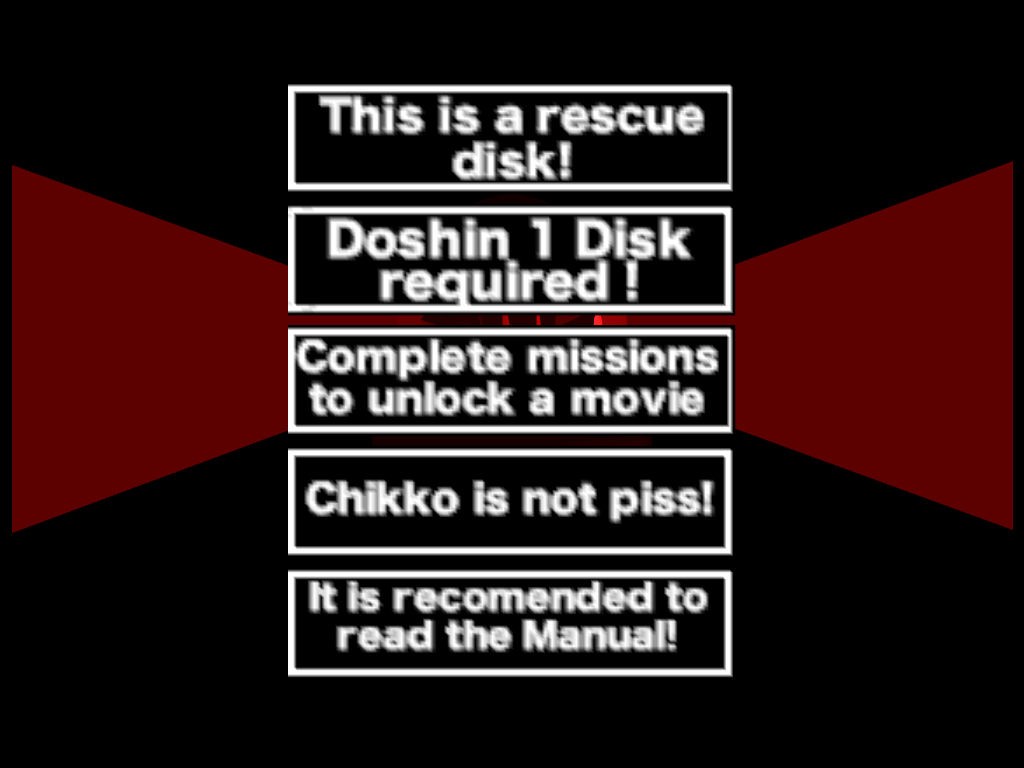 This is a rescue
disk!
Doshin 1 Disk
required !
Complete missions
to unlock a movie
Chikko is not piss!
It is recomended to
read the Manual!